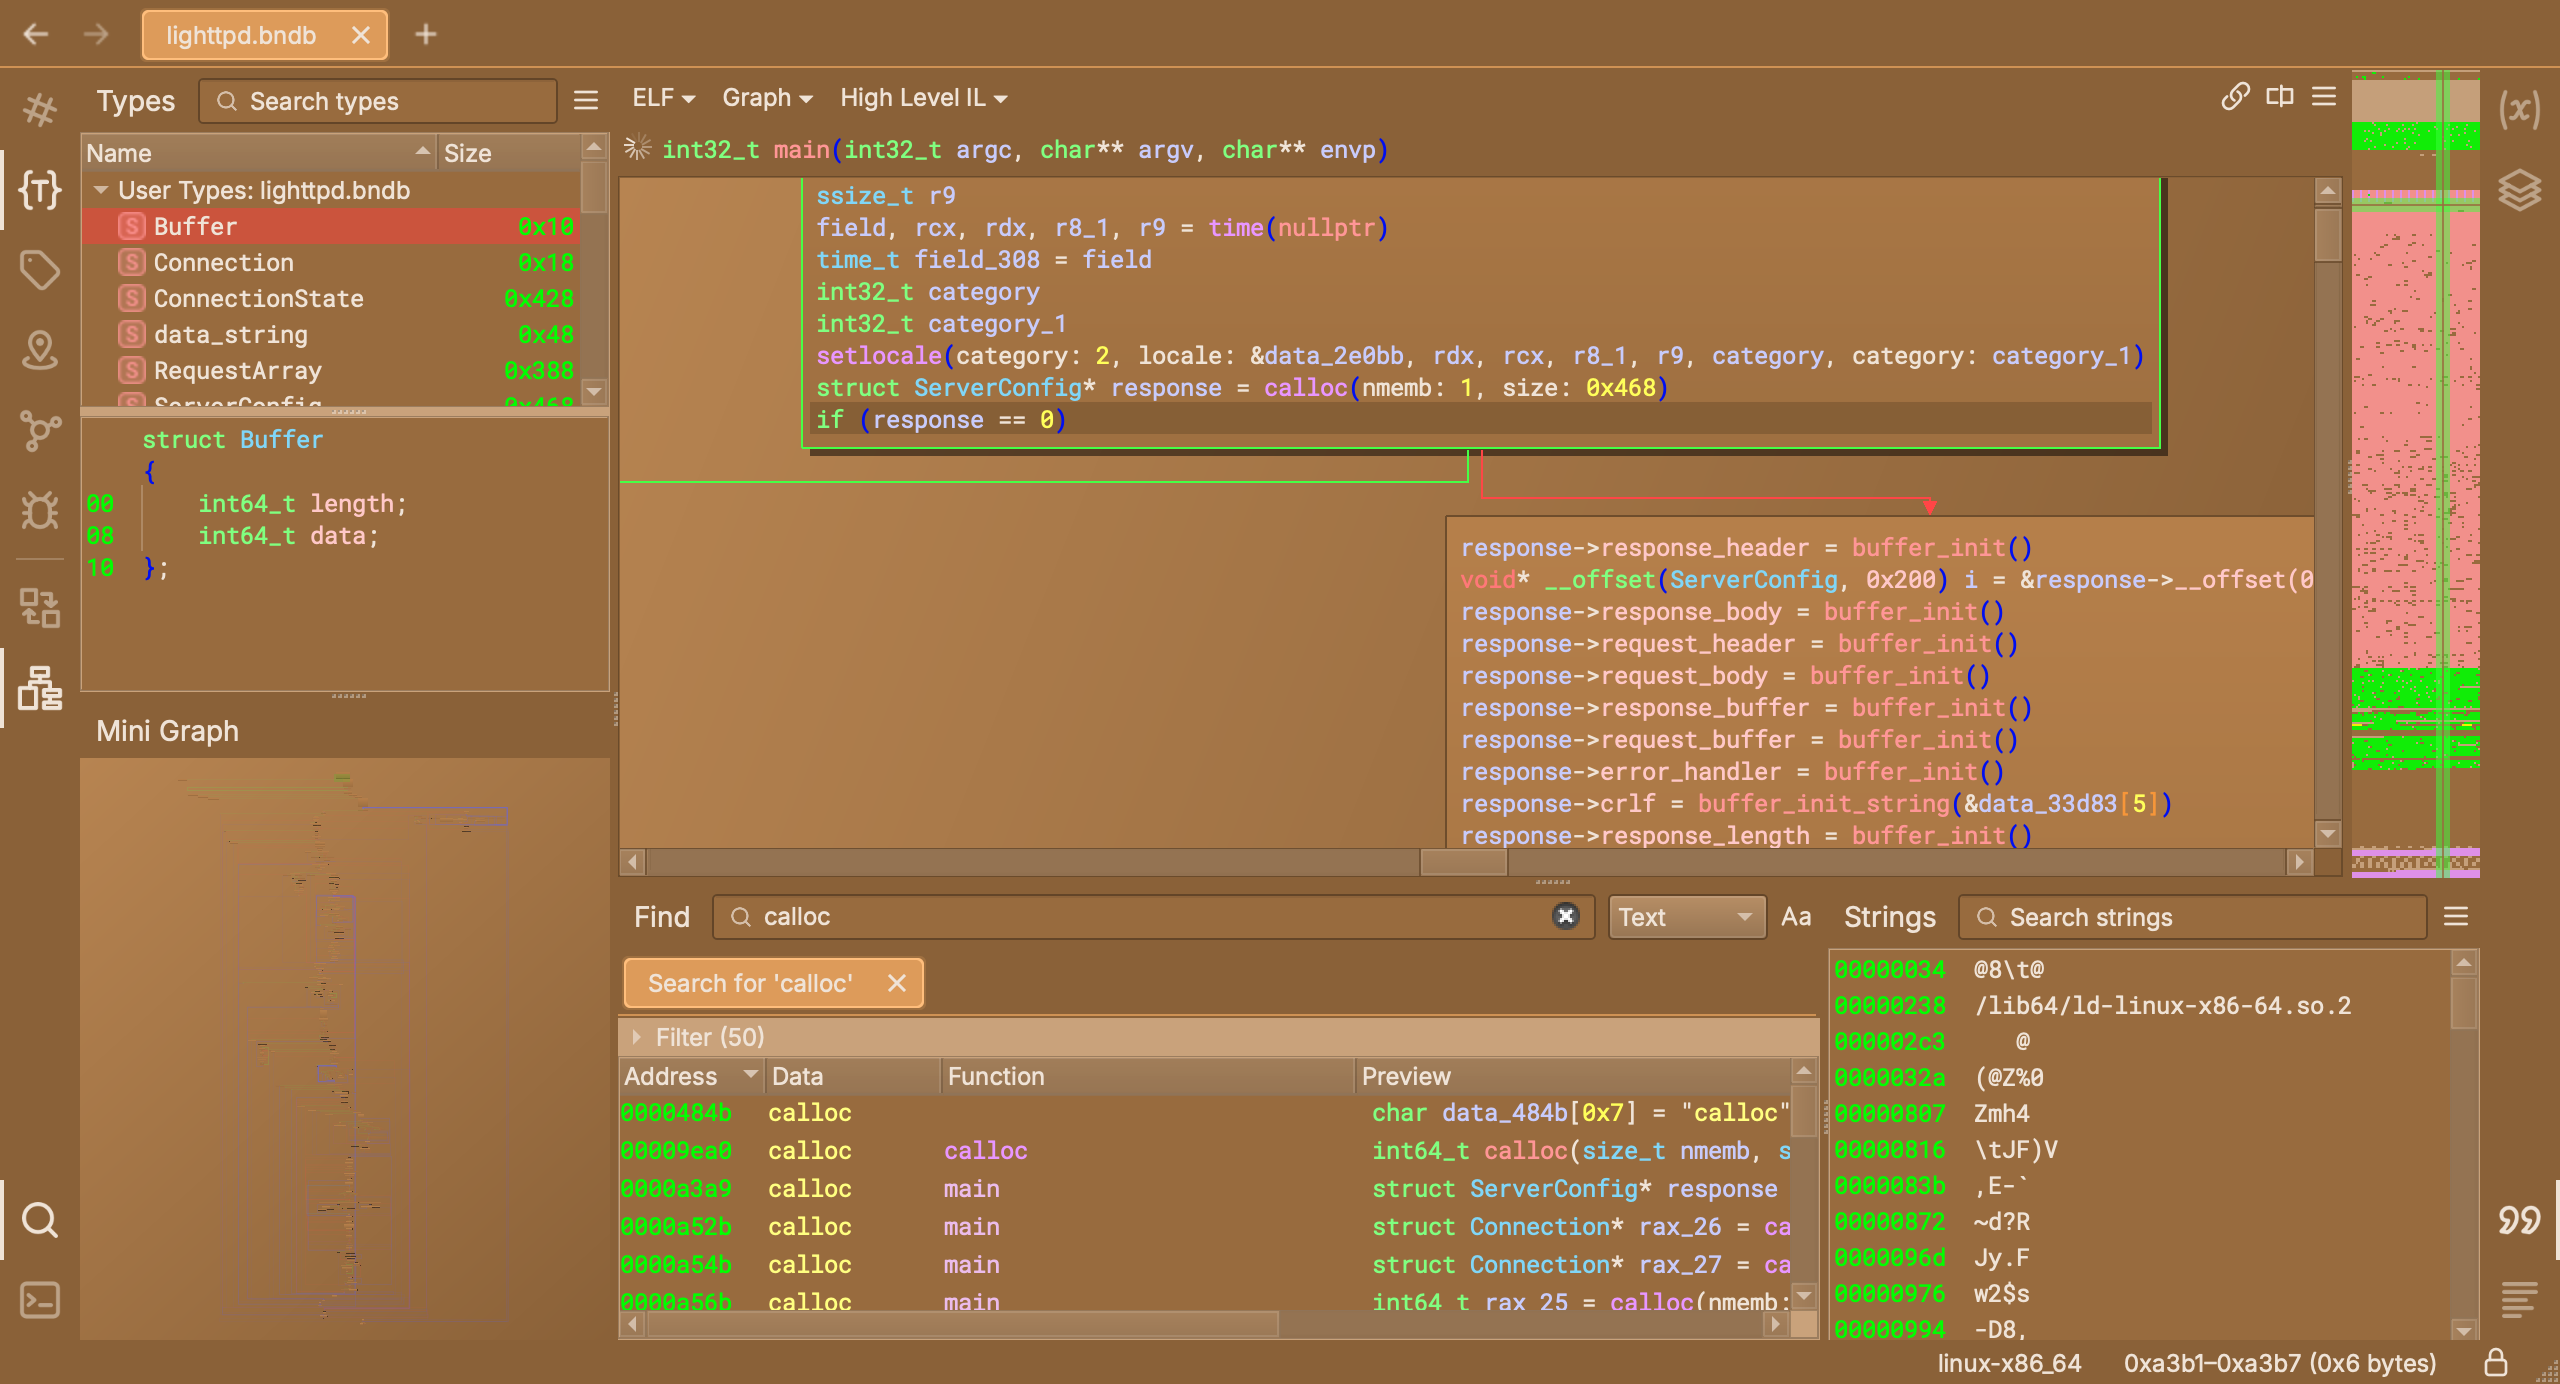 lighttpd.bndb
Types
Search types
ELF
Graph
High Level IL
Name
Size
User Types: lighttpd.bndb
S Buffer 0x10
S Connection 0x18
S ConnectionState 0x428
S data_string 0x48
S RequestArray 0x388
S ServerConfig 0x468
struct Buffer
{
00 int64_t length;
08 int64_t data;
10 };
Mini Graph
int32_t main(int32_t argc, char** argv, char** envp)
ssize_t r9
field, rcx, rdx, r8_1, r9 = time(nullptr)
time_t field_308 = field
int32_t category
int32_t category_1
setlocale(category: 2, locale: &data_2e0bb, rdx, rcx, r8_1, r9, category, category: category_1)
struct ServerConfig* response = calloc(nmemb: 1, size: 0x468)
if (response == 0)
response->response_header = buffer_init()
void* __offset(ServerConfig, 0x200) i = &response->__offset(0
response->response_body = buffer_init()
response->request_header = buffer_init()
response->request_body = buffer_init()
response->response_buffer = buffer_init()
response->request_buffer = buffer_init()
response->error_handler = buffer_init()
response->crlf = buffer_init_string(&data_33d83[5])
response->response_length = buffer_init()
Find
calloc
Text
Aa
Search for 'calloc'
Filter (50)
Address Data Function Preview
0000484b calloc char data_484b[0x7] = "calloc"
00009ea0 calloc calloc int64_t calloc(size_t nmemb, s
0000a3a9 calloc main struct ServerConfig* response
0000a52b calloc main struct Connection* rax_26 = ca
0000a54b calloc main struct Connection* rax_27 = ca
0000a56b calloc main int64_t rax_25 = calloc(nmemb:
Strings
Search strings
00000034 @8\t@
00000238 /lib64/ld-linux-x86-64.so.2
000002c3 @
0000032a (@Z%0
00000807 Zmh4
00000816 \tJF)V
0000083b ,E-`
00000872 ~d?R
0000096d Jy.F
00000976 w2$s
00000994 -D8,
linux-x86_64
0xa3b1–0xa3b7 (0x6 bytes)